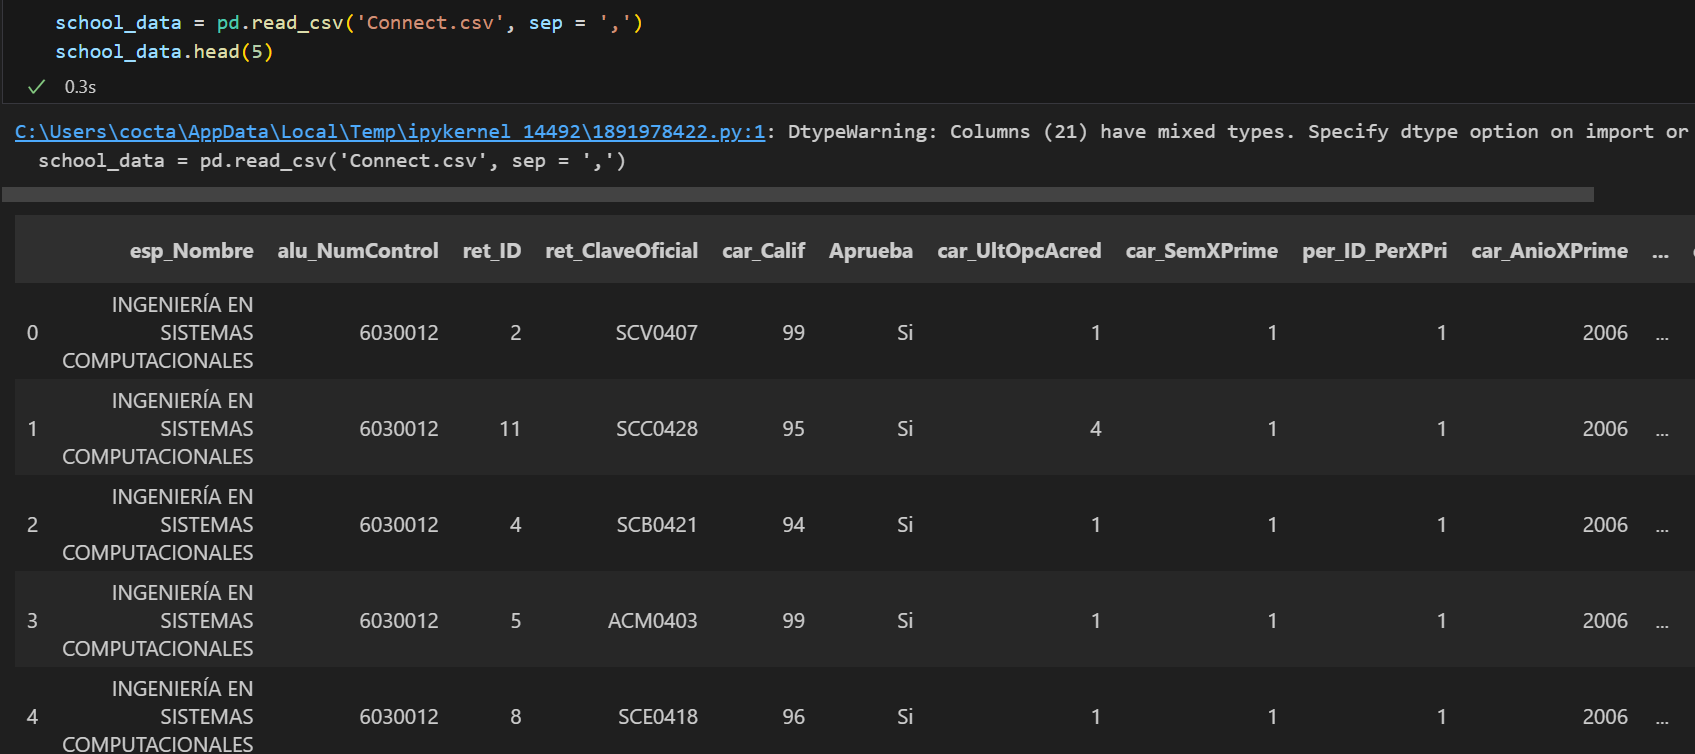 school_data = pd.read_csv('Connect.csv', sep = ',')
school_data.head(5)
0.3s
C:\Users\cocta\AppData\Local\Temp\ipykernel_14492\1891978422.py:1: DtypeWarning: Columns (21) have mixed types. Specify dtype option on import or
school_data = pd.read_csv('Connect.csv', sep = ',')
esp_Nombre alu_NumControl ret_ID ret_ClaveOficial car_Calif Aprueba car_UltOpcAcred car_SemXPrime per_ID_PerXPri car_AnioXPrime ...
INGENIERÍA EN
0 SISTEMAS 6030012 2 SCV0407 99 Si 1 1 1 2006 ...
COMPUTACIONALES
INGENIERÍA EN
1 SISTEMAS 6030012 11 SCC0428 95 Si 4 1 1 2006 ...
COMPUTACIONALES
INGENIERÍA EN
2 SISTEMAS 6030012 4 SCB0421 94 Si 1 1 1 2006 ...
COMPUTACIONALES
INGENIERÍA EN
3 SISTEMAS 6030012 5 ACM0403 99 Si 1 1 1 2006 ...
COMPUTACIONALES
INGENIERÍA EN
4 SISTEMAS 6030012 8 SCE0418 96 Si 1 1 1 2006 ...
COMPUTACIONALES